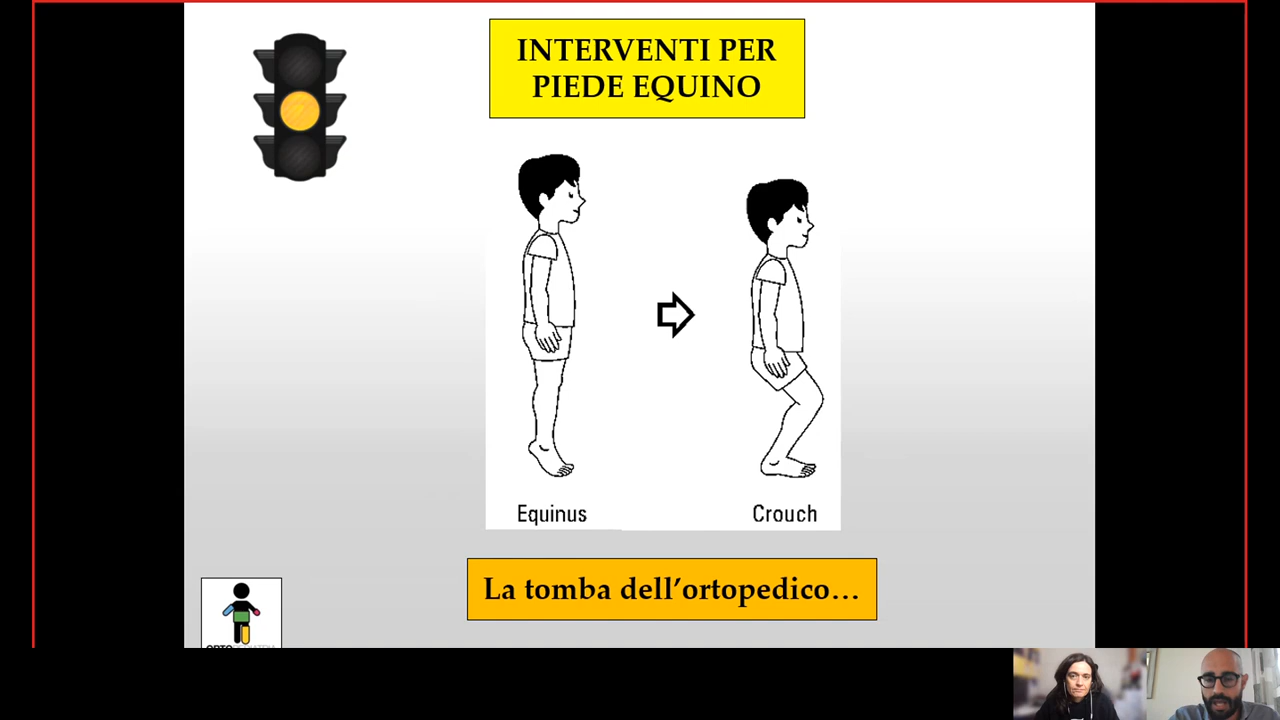 INTERVENTI PER
PIEDE EQUINO
Equinus
Crouch
La tomba dell’ortopedico...